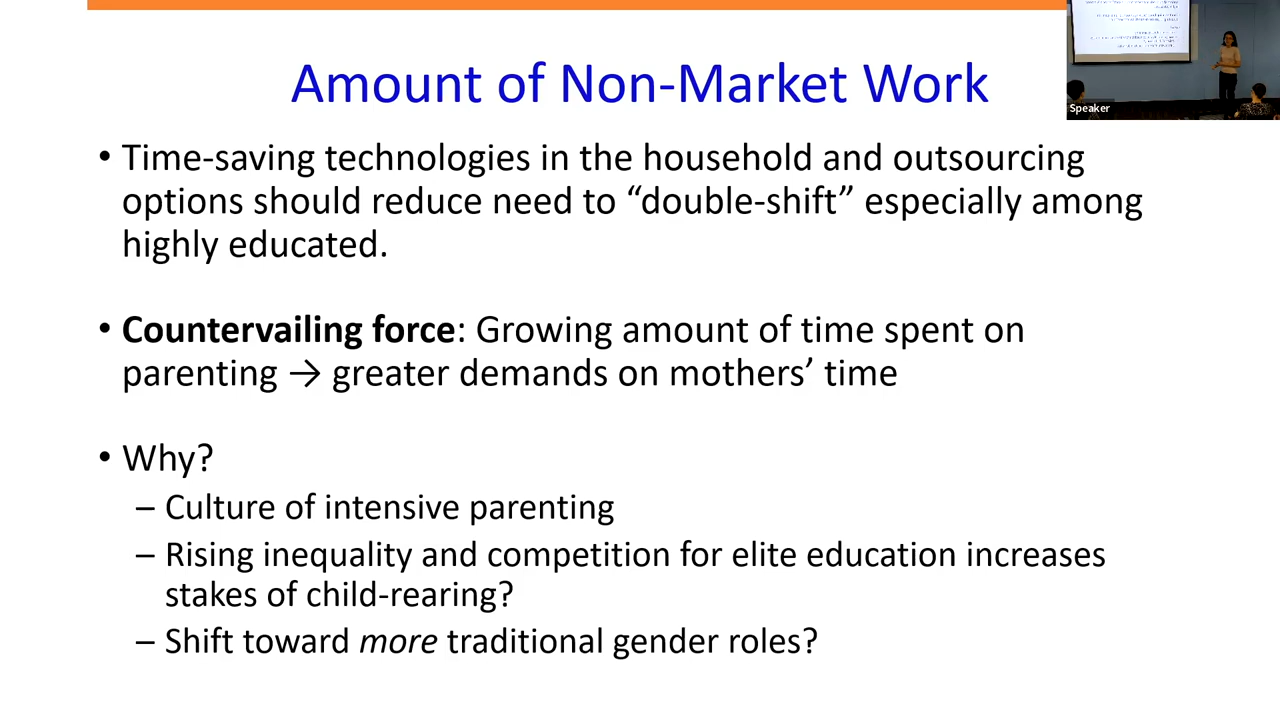 Amount of Non-Market Work
Speaker
• Time-saving technologies in the household and outsourcing
options should reduce need to “double-shift” especially among
highly educated.
• Countervailing force: Growing amount of time spent on
parenting → greater demands on mothers’ time
• Why?
– Culture of intensive parenting
– Rising inequality and competition for elite education increases
stakes of child-rearing?
– Shift toward more traditional gender roles?